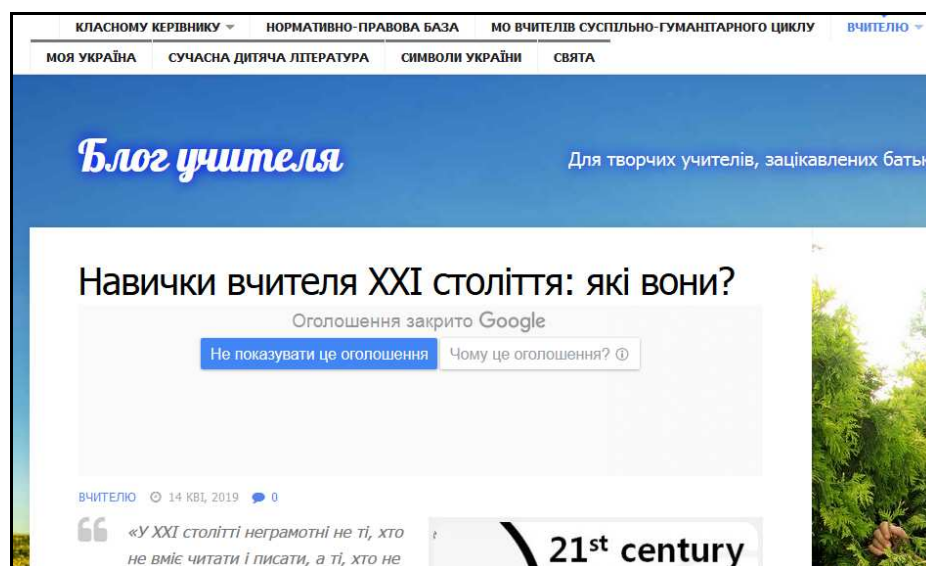 КЛАСНОМУ КЕРІВНИКУ НОРМАТИВНО-ПРАВОВА БАЗА МО ВЧИТЕЛІВ СУСПІЛЬНО-ГУМАНІТАРНОГО ЦИКЛУ ВЧИТЕЛЮ
МОЯ УКРАЇНА СУЧАСНА ДИТЯЧА ЛІТЕРАТУРА СИМВОЛИ УКРАЇНИ СВЯТА
Блог учителя
Для творчих учителів, зацікавлених батьк
Навички вчителя ХХІ століття: які вони?
Оголошення закрито Google
Не показувати це оголошення Чому це оголошення?
ВЧИТЕЛЮ 14 КВІ, 2019 0
«У ХХІ столітті неграмотні не ті, хто
не вміє читати і писати, а ті, хто не
21st century